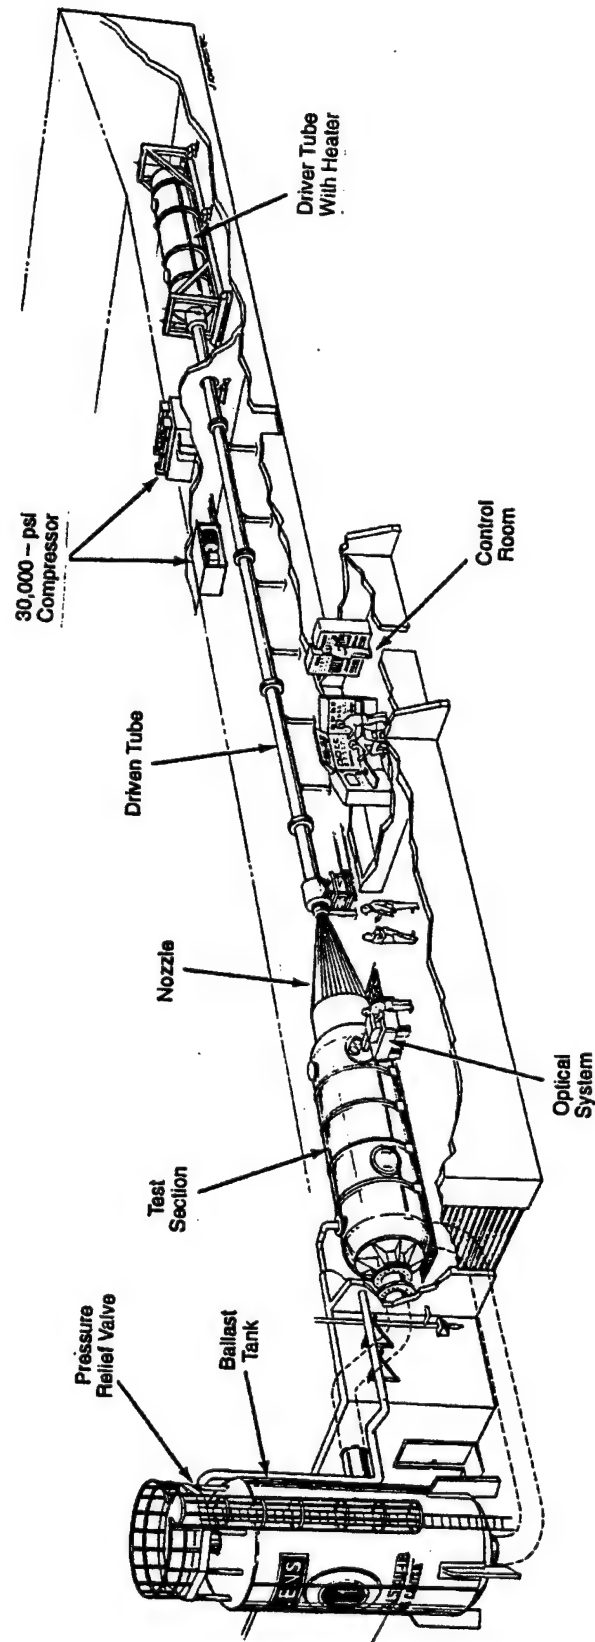 Pressure
Relief Valve
Ballast
Tank
Test
Section
Nozzle
Driven Tube
30,000 – psi
Compressor
Driver Tube
With Heater
Optical
System
Control
Room
ENS